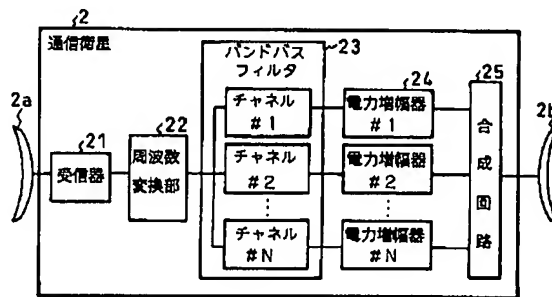 2
通信衛星
2a
21
受信器
22
周波数
変換部
23
バンドパス
フィルタ
チャネル
#1
チャネル
#2
チャネル
#N
24
電力増幅器
#1
電力増幅器
#2
電力増幅器
#N
25
合成回路
2b